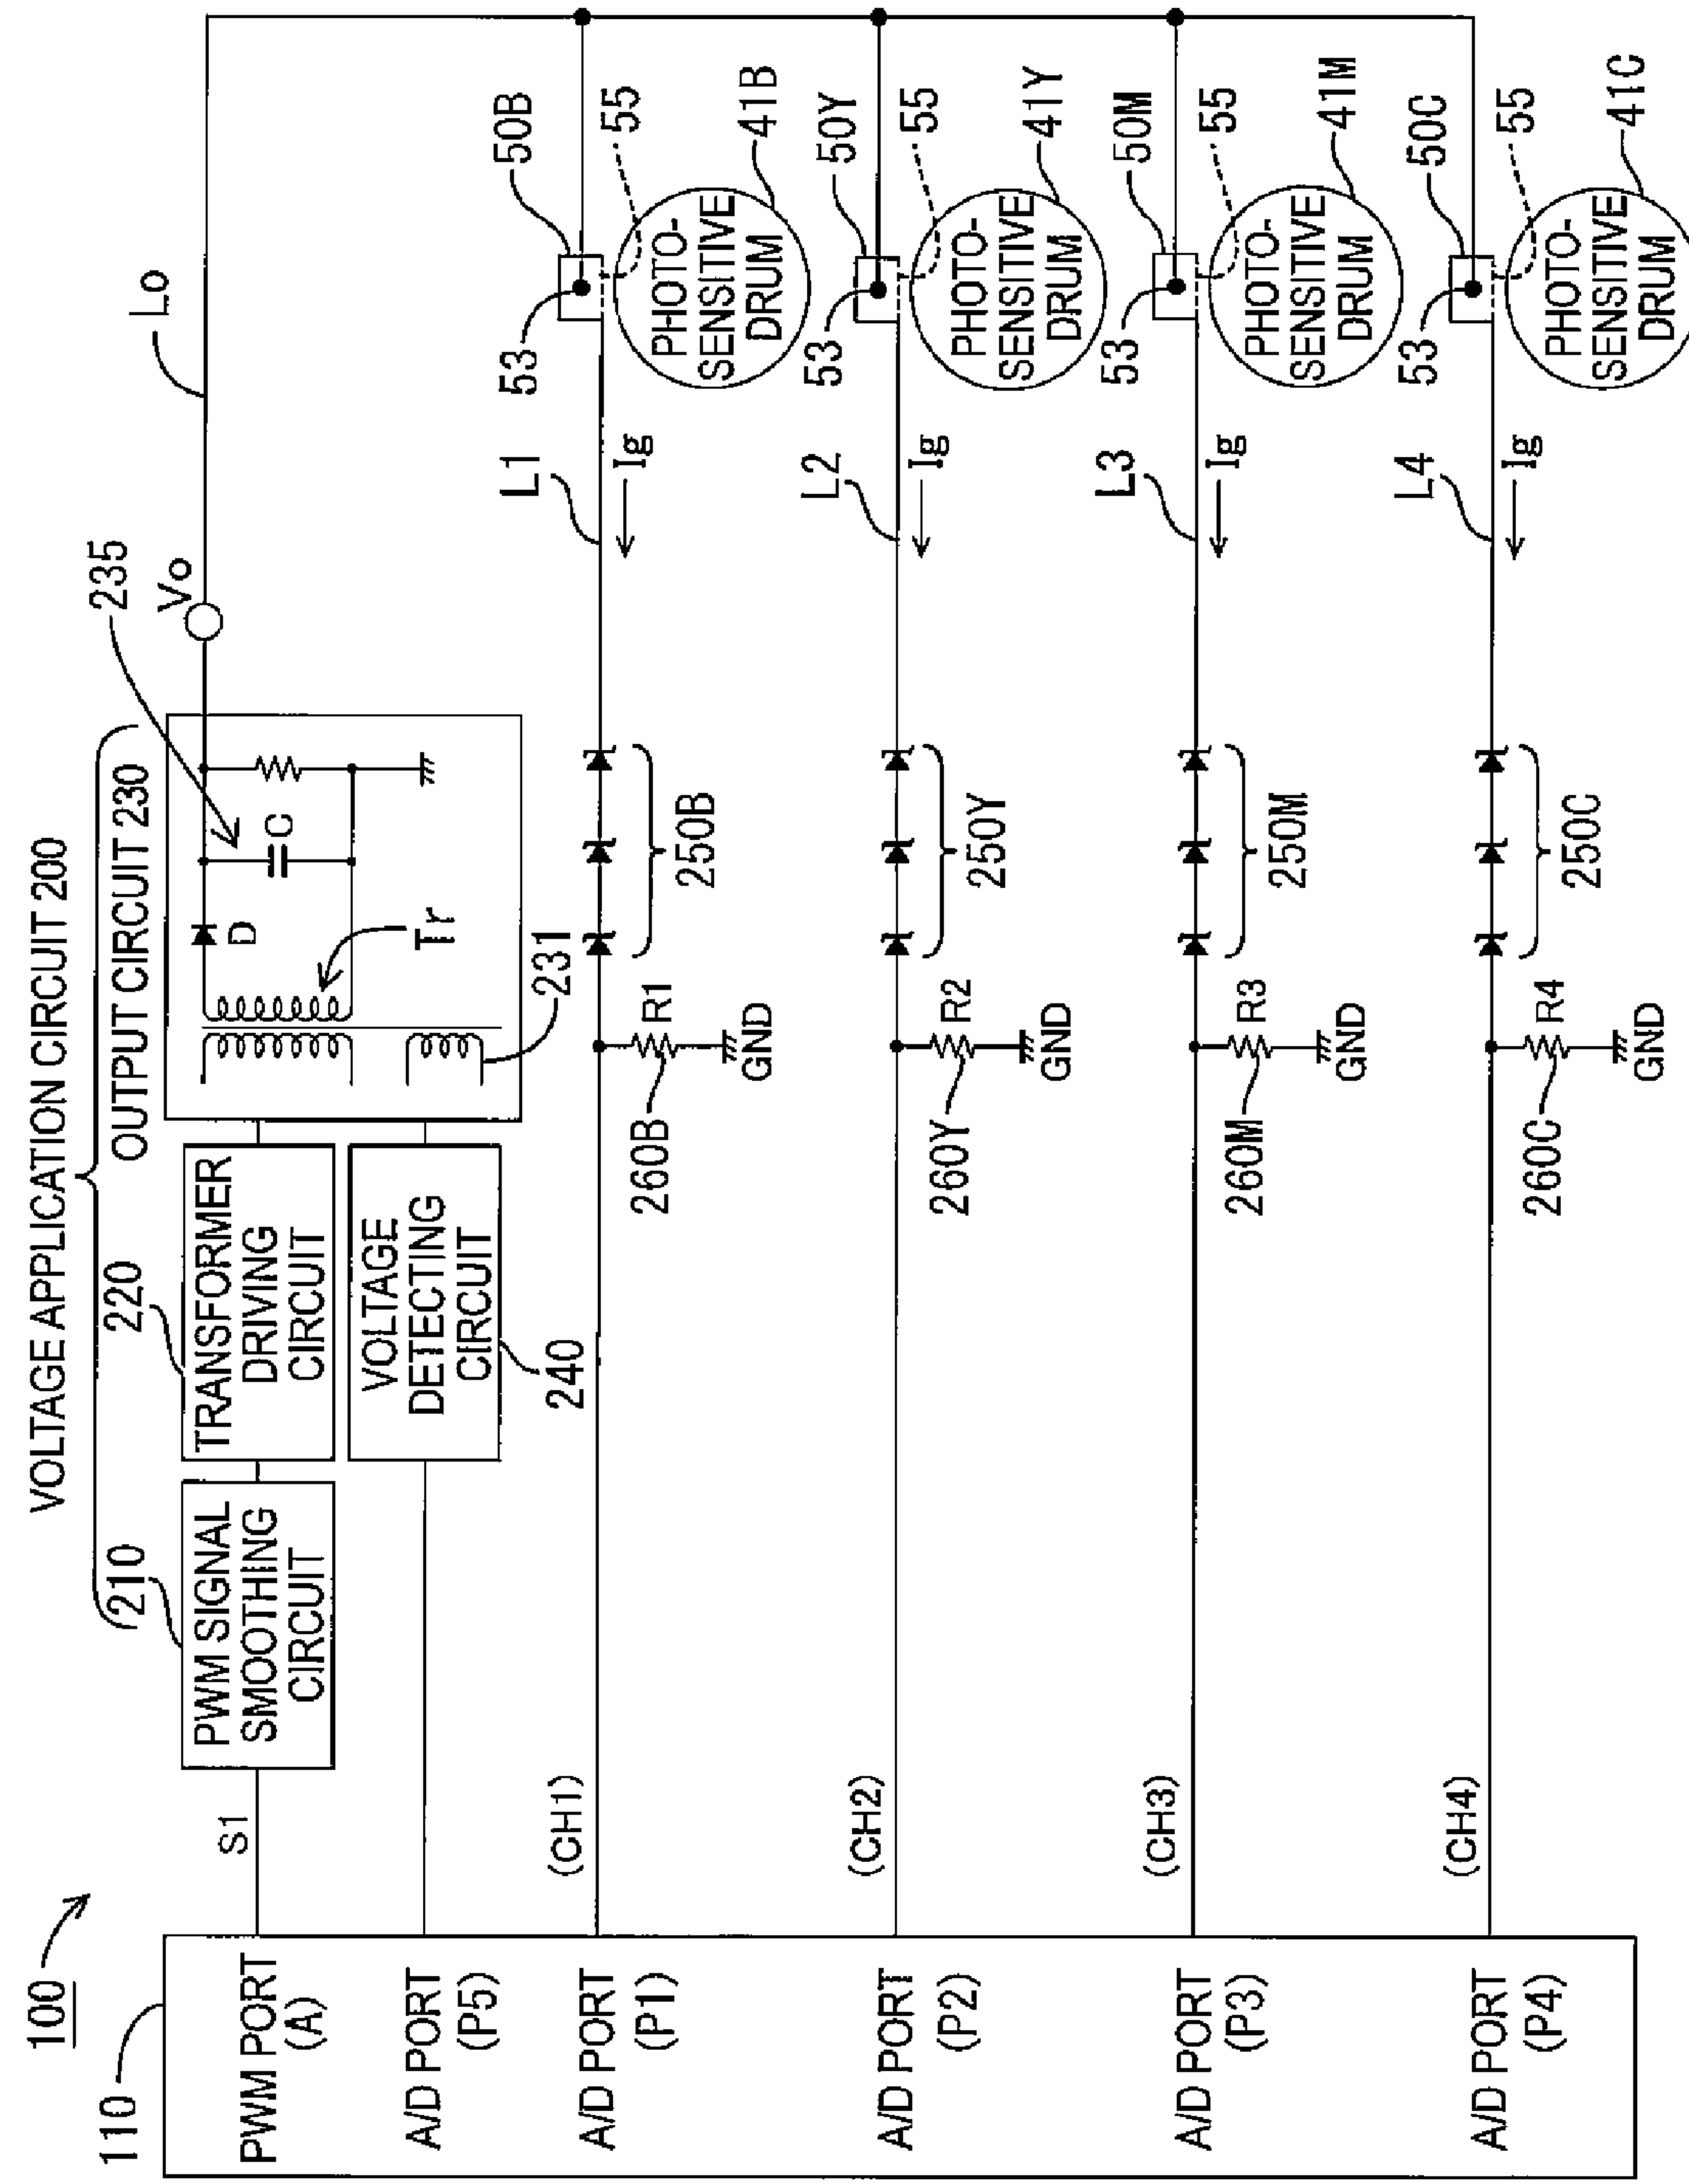 100
110
VOLTAGE APPLICATION CIRCUIT 200
210
220
OUTPUT CIRCUIT 230
235
Vo
Lo
PWM PORT
(A)
S1
PWM SIGNAL
SMOOTHING
CIRCUIT
TRANSFORMER
DRIVING
CIRCUIT
D
C
Tr
231
A/D PORT
(P5)
VOLTAGE
DETECTING
CIRCUIT
240
A/D PORT
(P1)
(CH1)
260B
R1
GND
250B
L1
Ig
53
50B
55
PHOTO-
SENSITIVE
DRUM
41B
A/D PORT
(P2)
(CH2)
260Y
R2
GND
250Y
L2
Ig
53
50Y
55
PHOTO-
SENSITIVE
DRUM
41Y
A/D PORT
(P3)
(CH3)
260M
R3
GND
250M
L3
Ig
53
50M
55
PHOTO-
SENSITIVE
DRUM
41M
A/D PORT
(P4)
(CH4)
260C
R4
GND
250C
L4
Ig
53
50C
55
PHOTO-
SENSITIVE
DRUM
41C